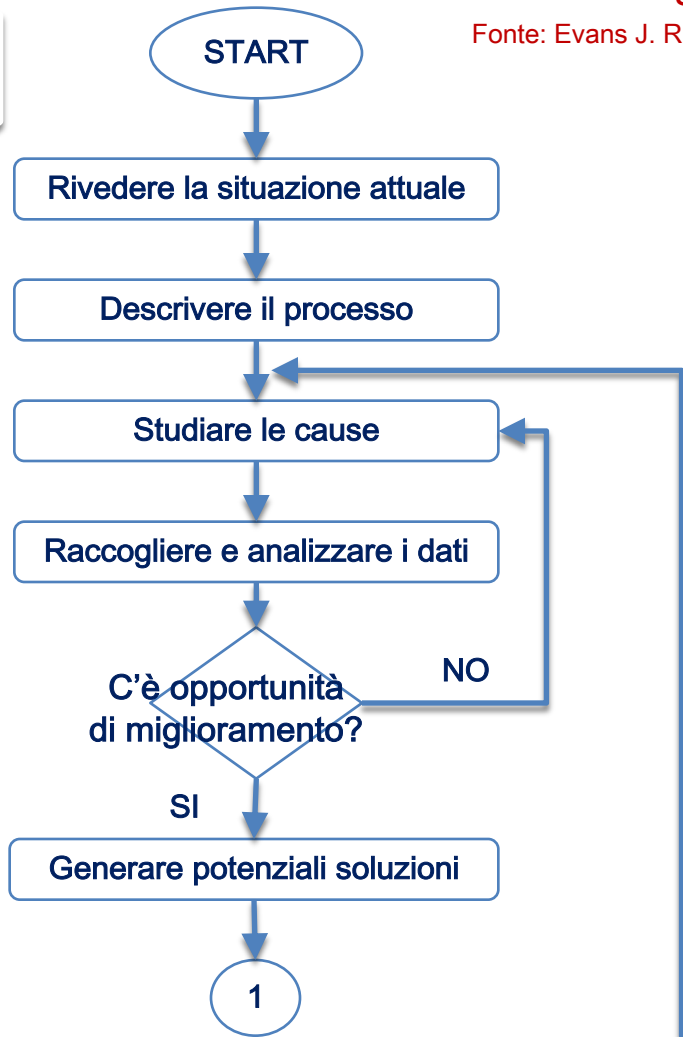 START
Fonte: Evans J. R
Rivedere la situazione attuale
Descrivere il processo
Studiare le cause
Raccogliere e analizzare i dati
C'è opportunità
di miglioramento?
NO
SI
Generare potenziali soluzioni
1